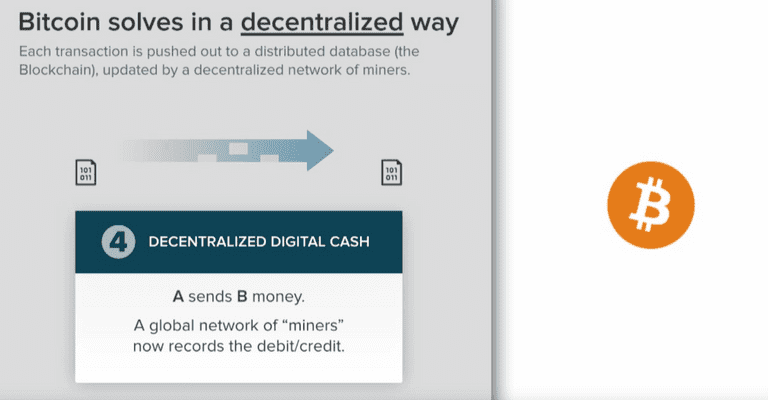 Bitcoin solves in a decentralized way
Each transaction is pushed out to a distributed database (the
Blockchain), updated by a decentralized network of miners.
101
011
101
011
4 DECENTRALIZED DIGITAL CASH
A sends B money.
A global network of “miners”
now records the debit/credit.